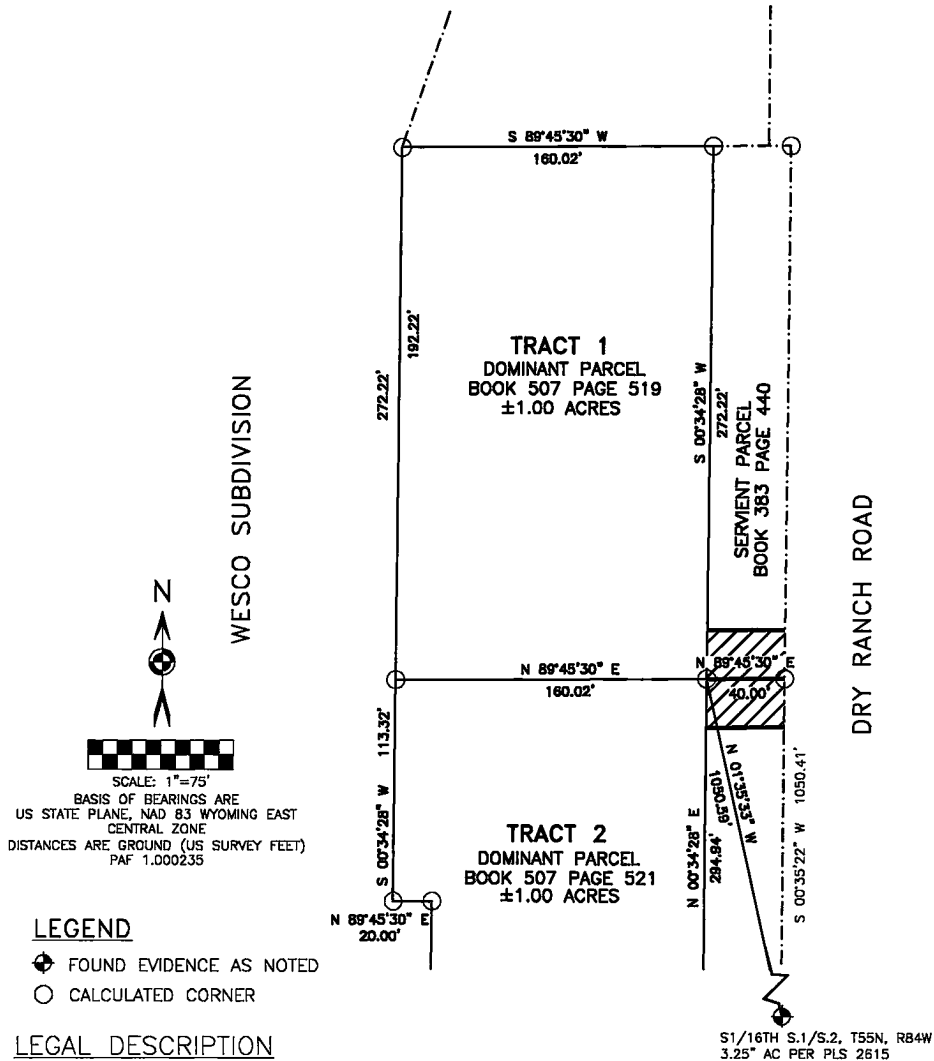 S 89°45'30" W
160.02'
192.22'
272.22'
TRACT 1
DOMINANT PARCEL
BOOK 507 PAGE 519
±1.00 ACRES
S 00°34'28" W
272.22'
SERVIENT PARCEL
BOOK 383 PAGE 440
WESCO SUBDIVISION
DRY RANCH ROAD
N
N 89°45'30" E
160.02'
N 89°45'30" E
40.00'
SCALE: 1"=75'
BASIS OF BEARINGS ARE
US STATE PLANE, NAD 83 WYOMING EAST
CENTRAL ZONE
DISTANCES ARE GROUND (US SURVEY FEET)
PAF 1.000235
S 00°34'28" W 113.32'
TRACT 2
DOMINANT PARCEL
BOOK 507 PAGE 521
±1.00 ACRES
N 00°34'28" E
294.94'
N 01°35'33" W
1050.59'
S 00°35'22" W 1050.41'
N 89°45'30" E
20.00'
LEGEND
FOUND EVIDENCE AS NOTED
CALCULATED CORNER
LEGAL DESCRIPTION
S1/16TH S.1/S.2, T55N, R84W
3.25" AC PER PLS 2615